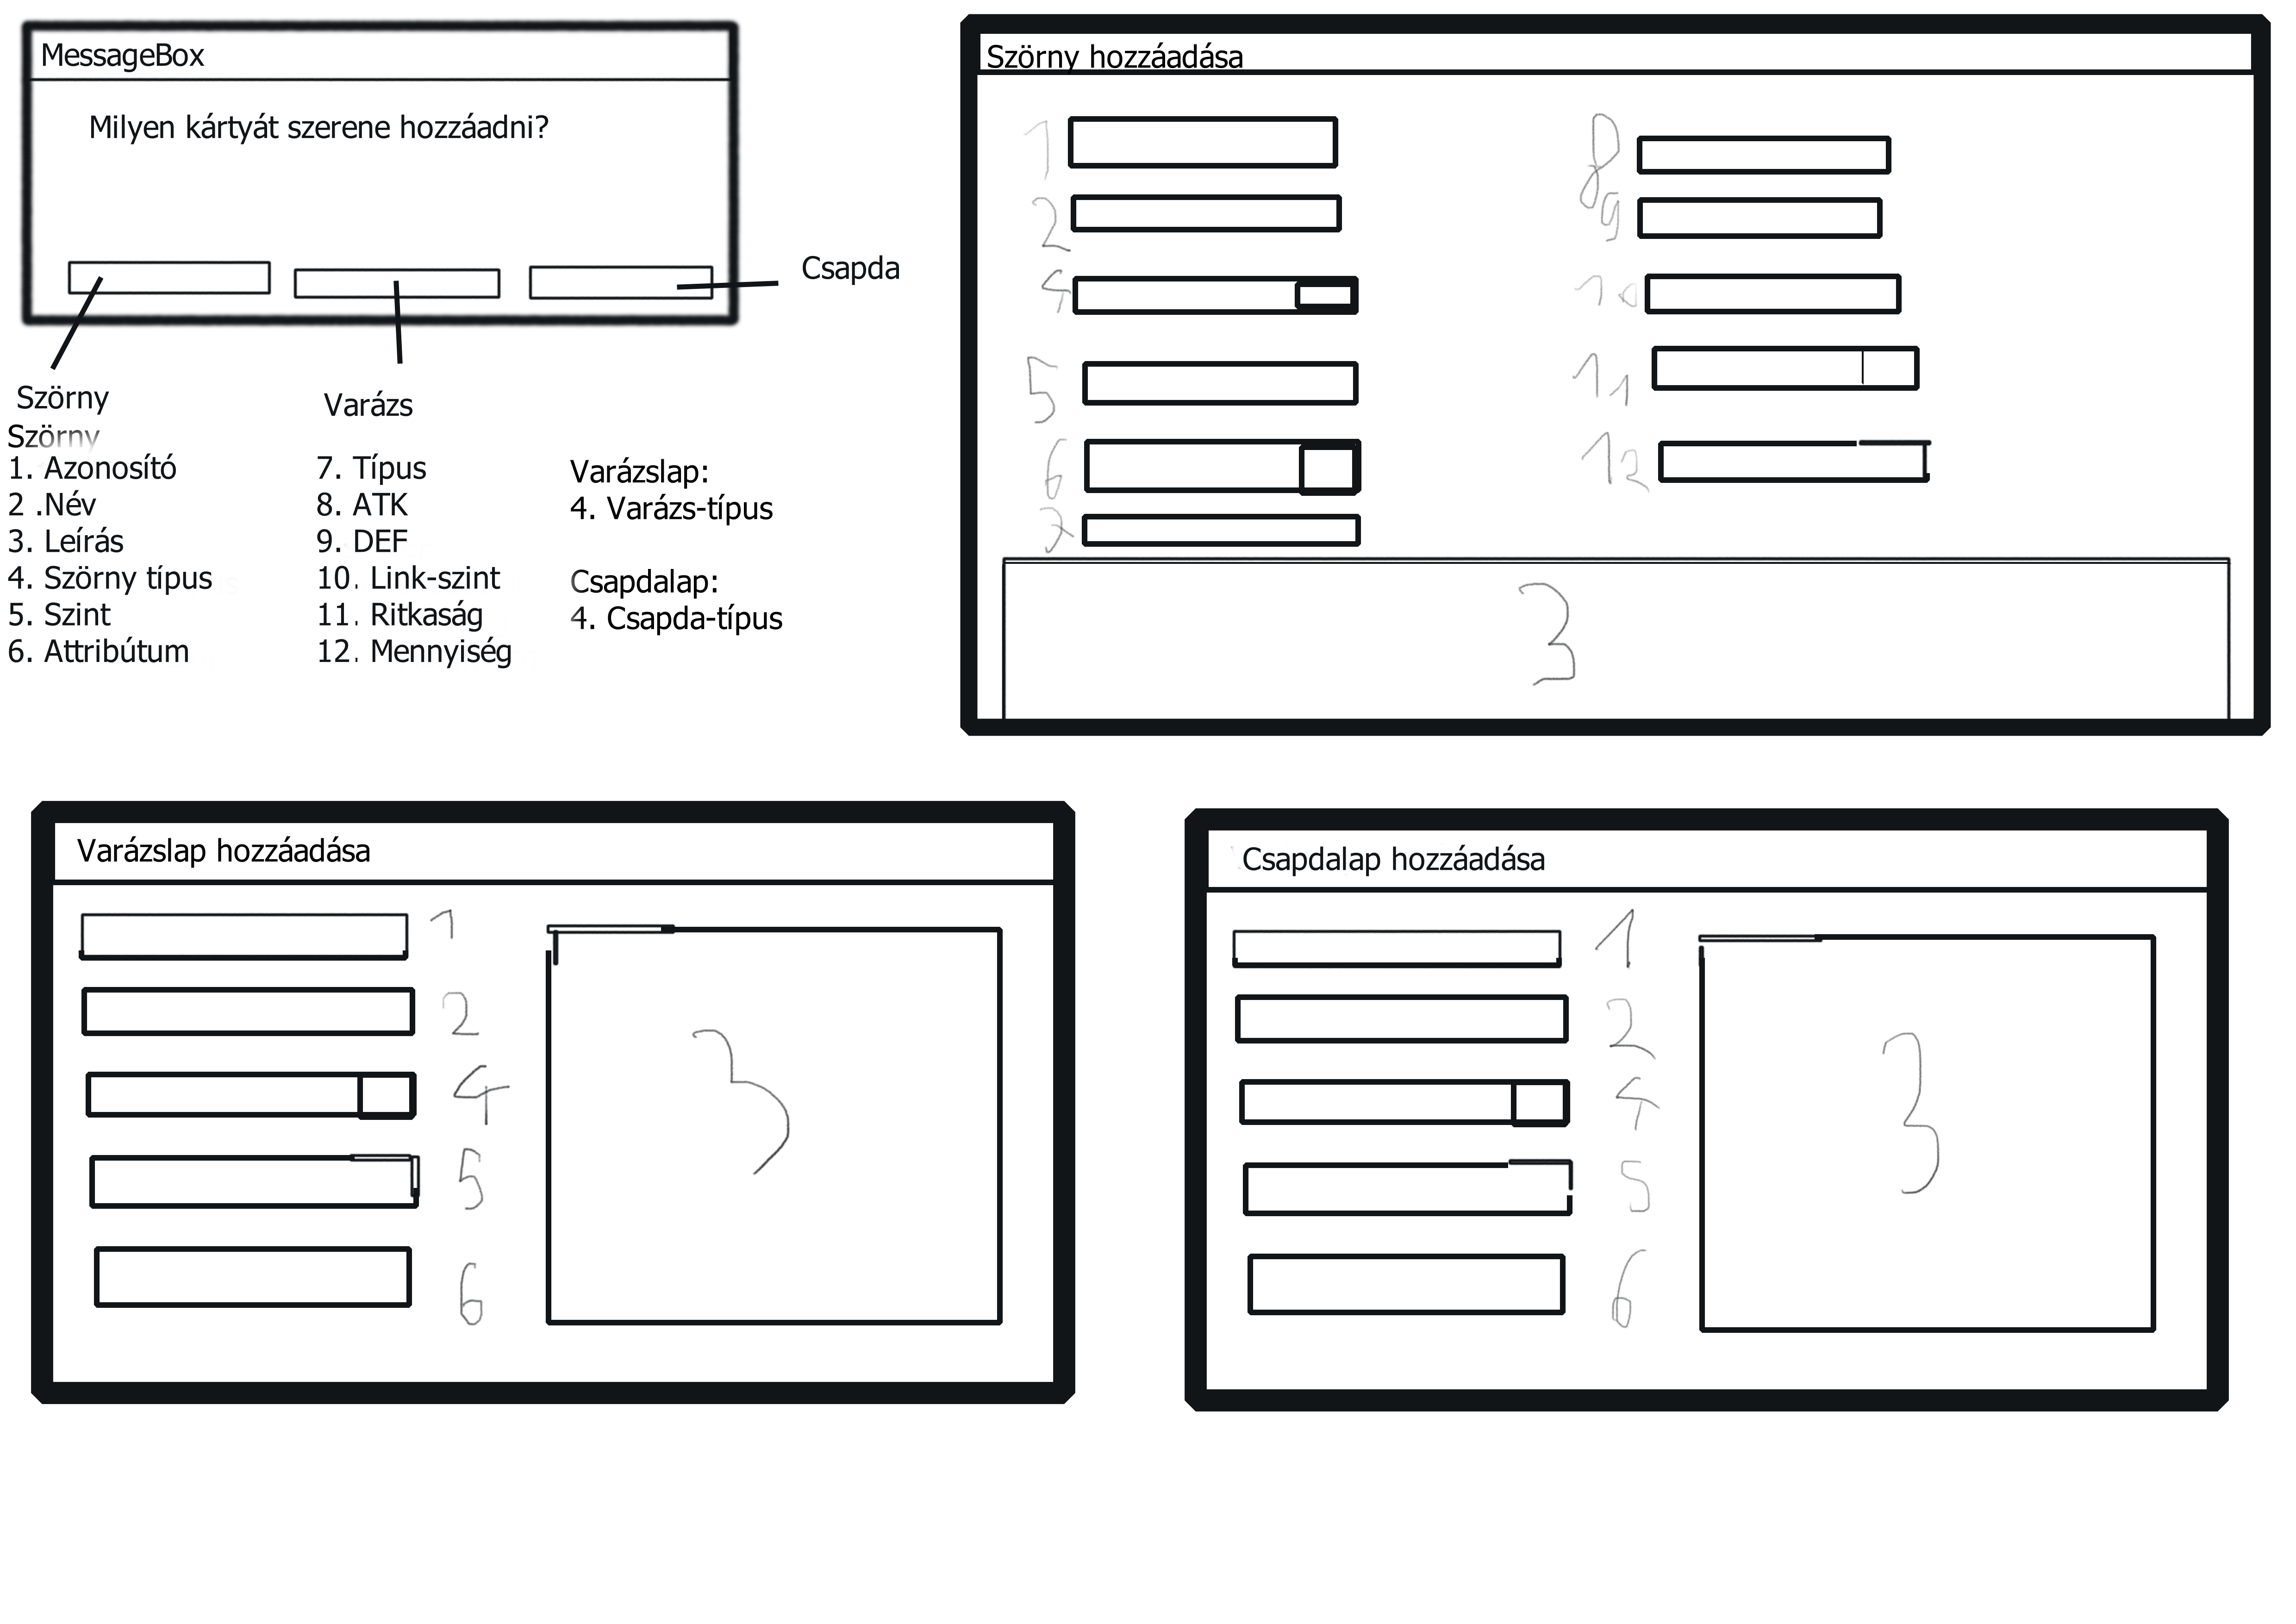 MessageBox
Milyen kártyát szerene hozzáadni?
Csapda
Szörny
Varázs
Szörny
1. Azonosító
2 .Név
3. Leírás
4. Szörny típus
5. Szint
6. Attribútum
7. Típus
8. ATK
9. DEF
10. Link-szint
11. Ritkaság
12. Mennyiség
Varázslap:
4. Varázs-típus
Csapdalap:
4. Csapda-típus
Szörny hozzáadása
1
2
4
5
6
7
8
9
10
11
12
3
Varázslap hozzáadása
1
2
4
5
6
3
Csapdalap hozzáadása
1
2
4
5
6
3